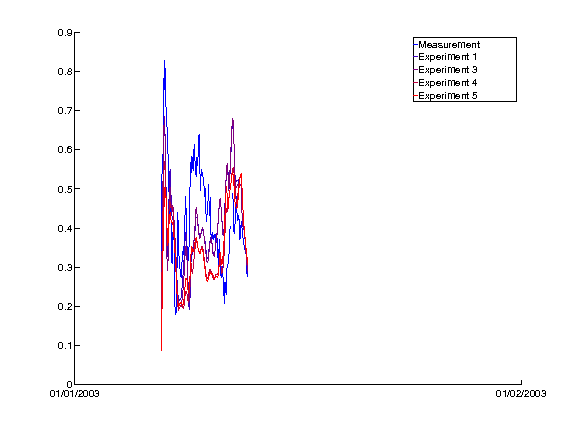 0.9
0.8
0.7
0.6
0.5
0.4
0.3
0.2
0.1
0
01/01/2003
01/02/2003
Measurement
Experiment 1
Experiment 3
Experiment 4
Experiment 5